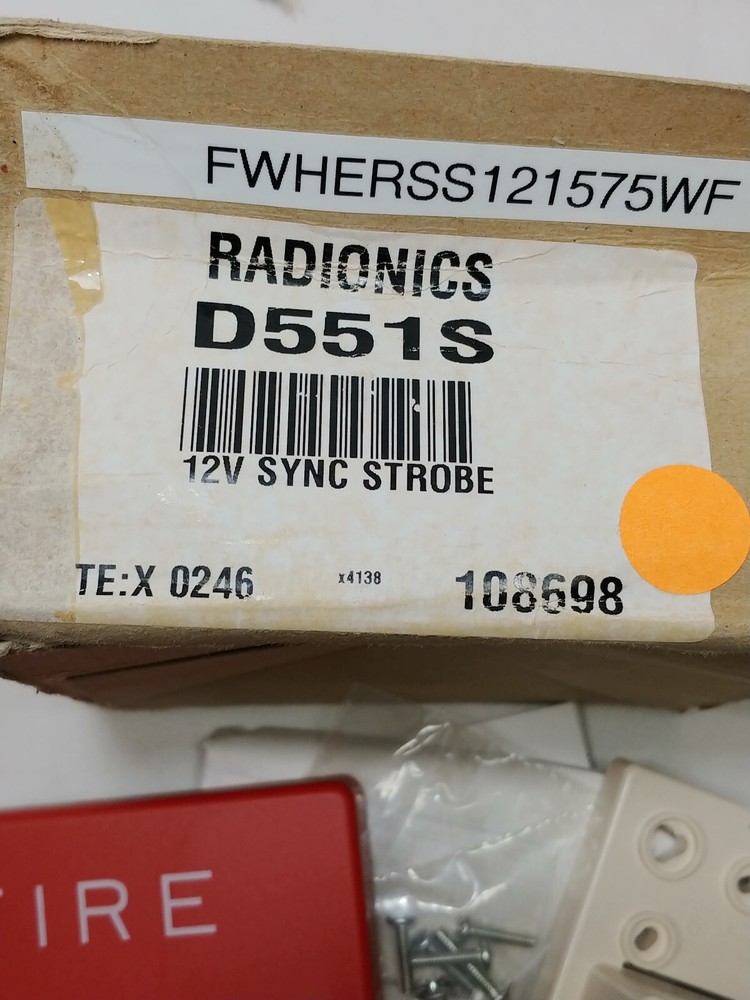 FWHERSS121575WF
RADIONICS
D551S
12V SYNC STROBE
TE:X 0246 x4138 108698
FIRE